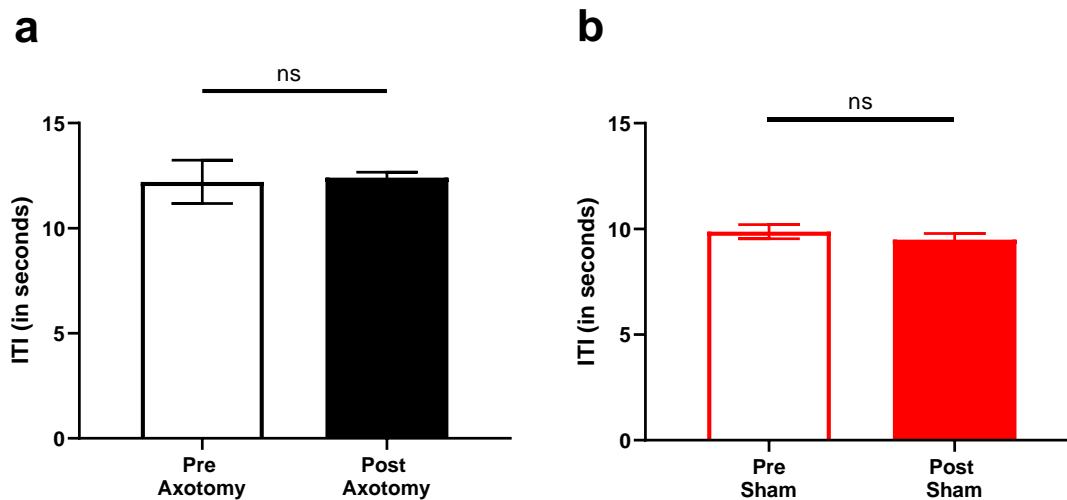 a
ns
ITI (in seconds)
15
10
5
0
Pre
Axotomy
Post
Axotomy
b
ns
ITI (in seconds)
15
10
5
0
Pre
Sham
Post
Sham